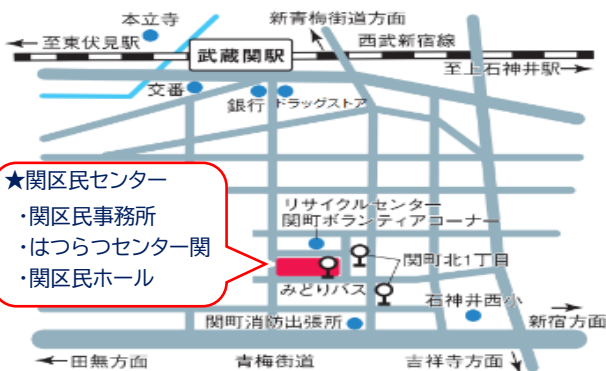 本立寺
新青梅街道方面
←至東伏見駅
武蔵関駅
西武新宿線
至上石神井駅→
交番
銀行
ドラッグストア
★関区民センター
・関区民事務所
・はつらつセンター関
・関区民ホール
リサイクルセンター
関町ボランティアコーナー
関町北1丁目
みどりバス
石神井西小
関町消防出張所
新宿方面
←田無方面
青梅街道
吉祥寺方面